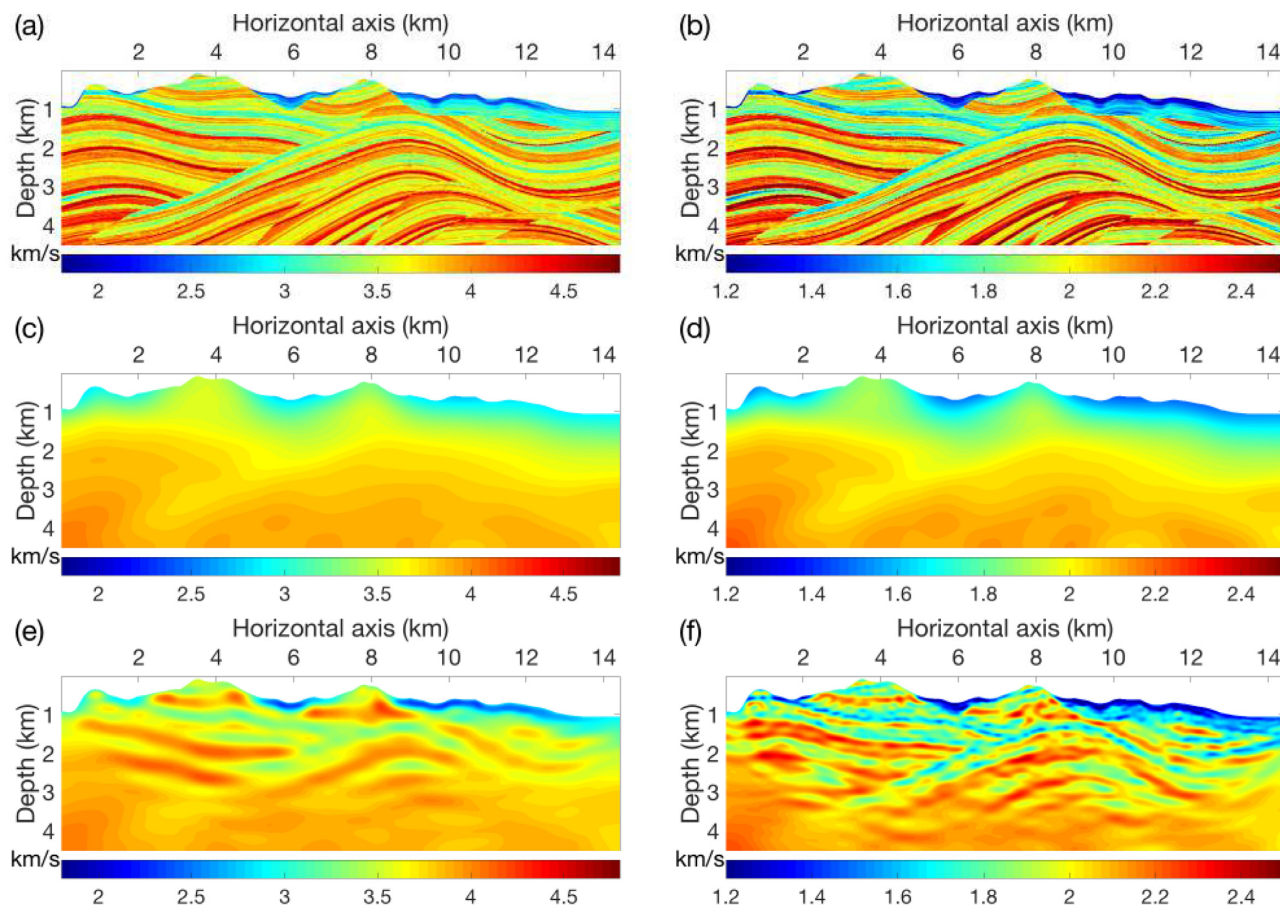 (a) Horizontal axis (km)
2 4 6 8 10 12 14
Depth (km)
1
2
3
4
km/s
2 2.5 3 3.5 4 4.5
(b) Horizontal axis (km)
2 4 6 8 10 12 14
Depth (km)
1
2
3
4
km/s
1.2 1.4 1.6 1.8 2 2.2 2.4
(c) Horizontal axis (km)
2 4 6 8 10 12 14
Depth (km)
1
2
3
4
km/s
2 2.5 3 3.5 4 4.5
(d) Horizontal axis (km)
2 4 6 8 10 12 14
Depth (km)
1
2
3
4
km/s
1.2 1.4 1.6 1.8 2 2.2 2.4
(e) Horizontal axis (km)
2 4 6 8 10 12 14
Depth (km)
1
2
3
4
km/s
2 2.5 3 3.5 4 4.5
(f) Horizontal axis (km)
2 4 6 8 10 12 14
Depth (km)
1
2
3
4
km/s
1.2 1.4 1.6 1.8 2 2.2 2.4